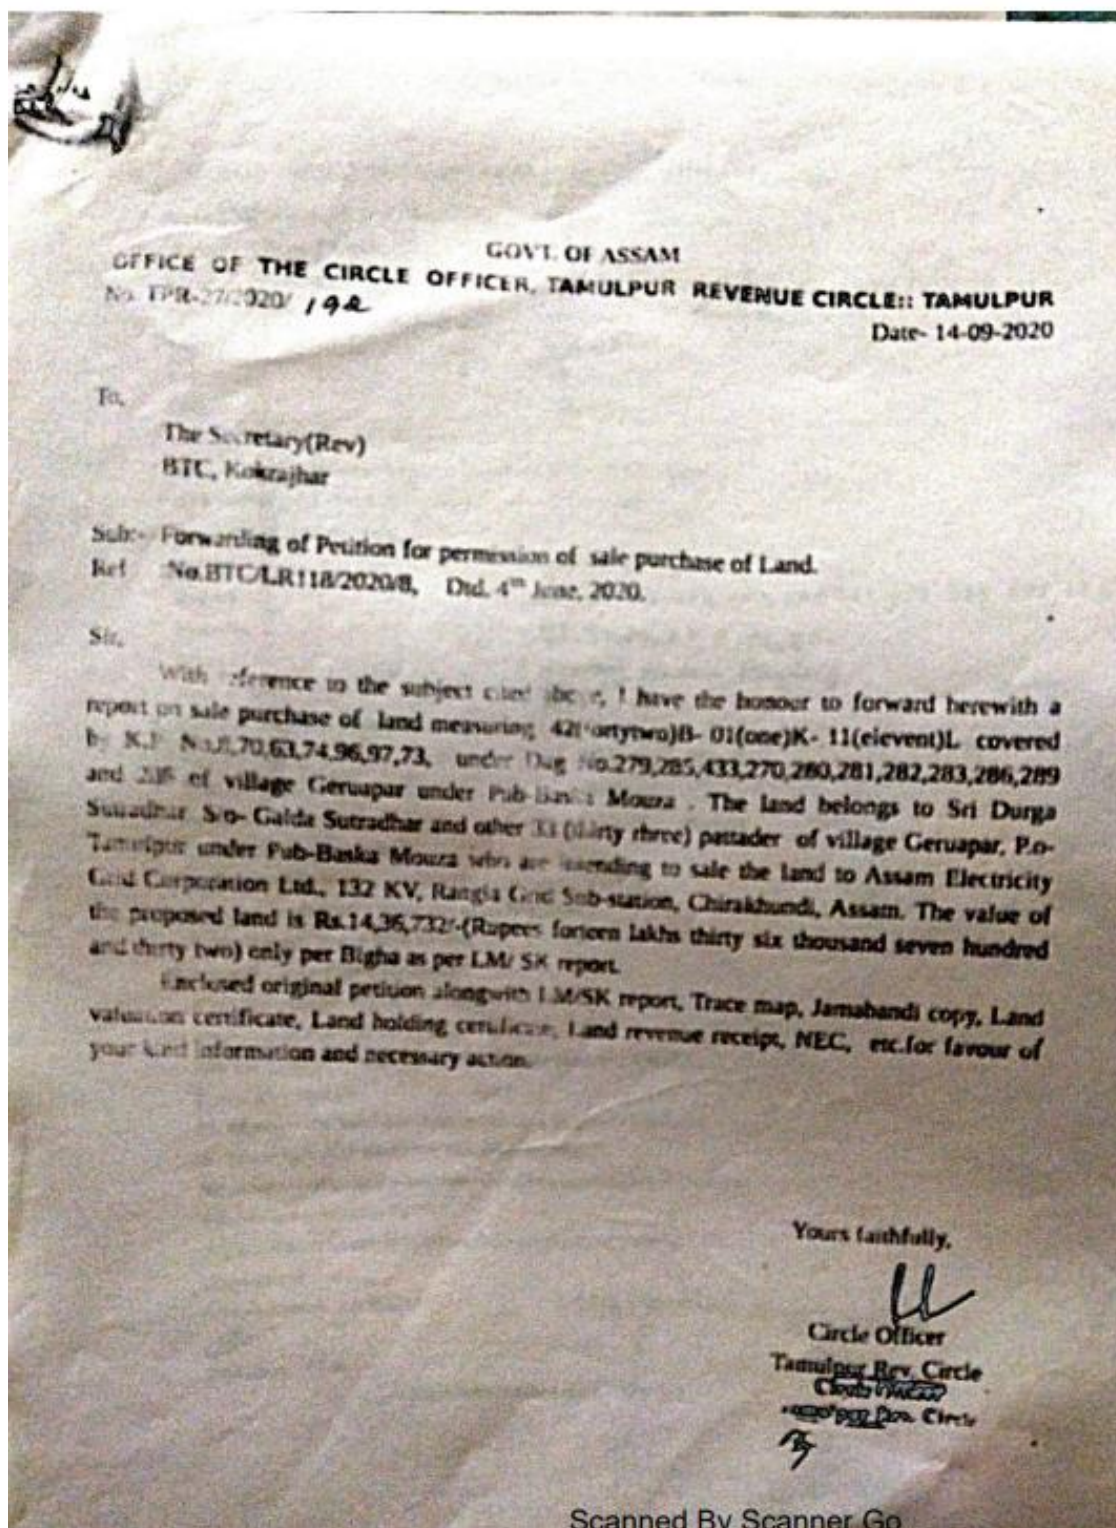 GOVT. OF ASSAM
OFFICE OF THE CIRCLE OFFICER, TAMULPUR REVENUE CIRCLE:: TAMULPUR
No. TPR-27/2020/ 192
Date- 14-09-2020
To,
The Secretary(Rev)
BTC, Kokrajhar
Sub:- Forwarding of Petition for permission of sale purchase of Land.
Ref :No.BTC/LR118/2020/8, Dtd. 4th June, 2020.
Sir,
With reference to the subject cited above, I have the honour to forward herewith a
report on sale purchase of land measuring 42(fortytwo)B- 01(one)K- 11(elevent)L covered
by K.P No.8,70,63,74,96,97,73, under Dag No.279,285,433,270,280,281,282,283,286,289
and of village Geruapar under Pub-Baska Mouza . The land belongs to Sri Durga
Sutradhar S/o- Galda Sutradhar and other 33 (thirty rhree) pattader of village Geruapar, P.o-
Tamulpur under Pub-Baska Mouza who are intending to sale the land to Assam Electricity
Grid Corporation Ltd., 132 KV, Rangia Grid Sub-station, Chirakhundi, Assam. The value of
the proposed land is Rs.14,36,732/-(Rupees forteen lakhs thirty six thousand seven hundred
and thirty two) only per Bigha as per LM/ SK report.
Enclosed original petition alongwith LM/SK report, Trace map, Jamabandi copy, Land
valuation certificate, Land holding certificate, Land revenue receipt, NEC, etc.for favour of
your kind information and necessary action.
Yours faithfully,
Circle Officer
Tamulpur Rev. Circle
Circle
Scanned By Scanner Go